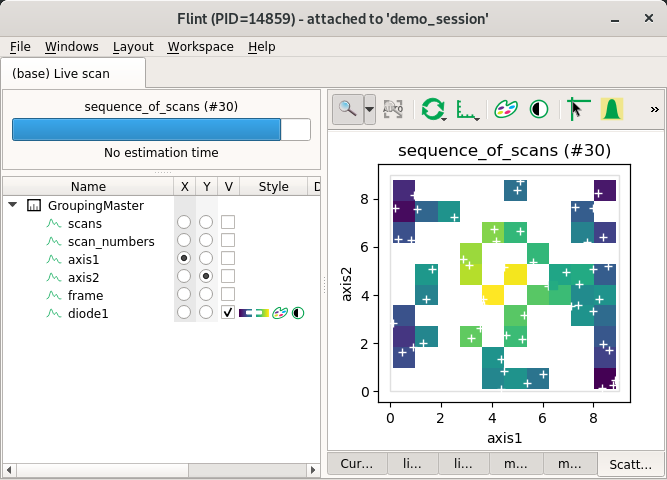 Flint (PID=14859) - attached to 'demo_session'
File Windows Layout Workspace Help
(base) Live scan
sequence_of_scans (#30)
No estimation time
Name X Y V Style D
GroupingMaster
scans
scan_numbers
axis1
axis2
frame
diode1
AUTO
»
sequence_of_scans (#30)
axis2
8
6
4
2
0
0 2 4 6 8
axis1
Cur... li... li... m... m... Scatt...